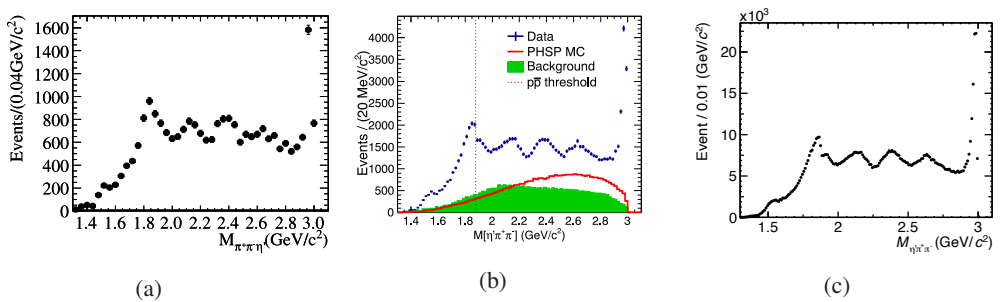 1600
1400
1200
1000
800
600
400
200
0
Events/(0.04GeV/c²)
1.4 1.6 1.8 2.0 2.2 2.4 2.6 2.8 3.0
M_π⁺π⁻η′(GeV/c²)
(a)
4500
4000
3500
3000
2500
2000
1500
1000
500
0
Events / (20 MeV/c²)
Data
PHSP MC
Background
pp̅ threshold
1.4 1.6 1.8 2 2.2 2.4 2.6 2.8 3
M[η′π⁺π⁻] (GeV/c²)
(b)
×10³
20
15
10
5
0
Event / 0.01 (GeV/c²)
1.5 2 2.5 3
M_η′π⁺π⁻ (GeV/c²)
(c)